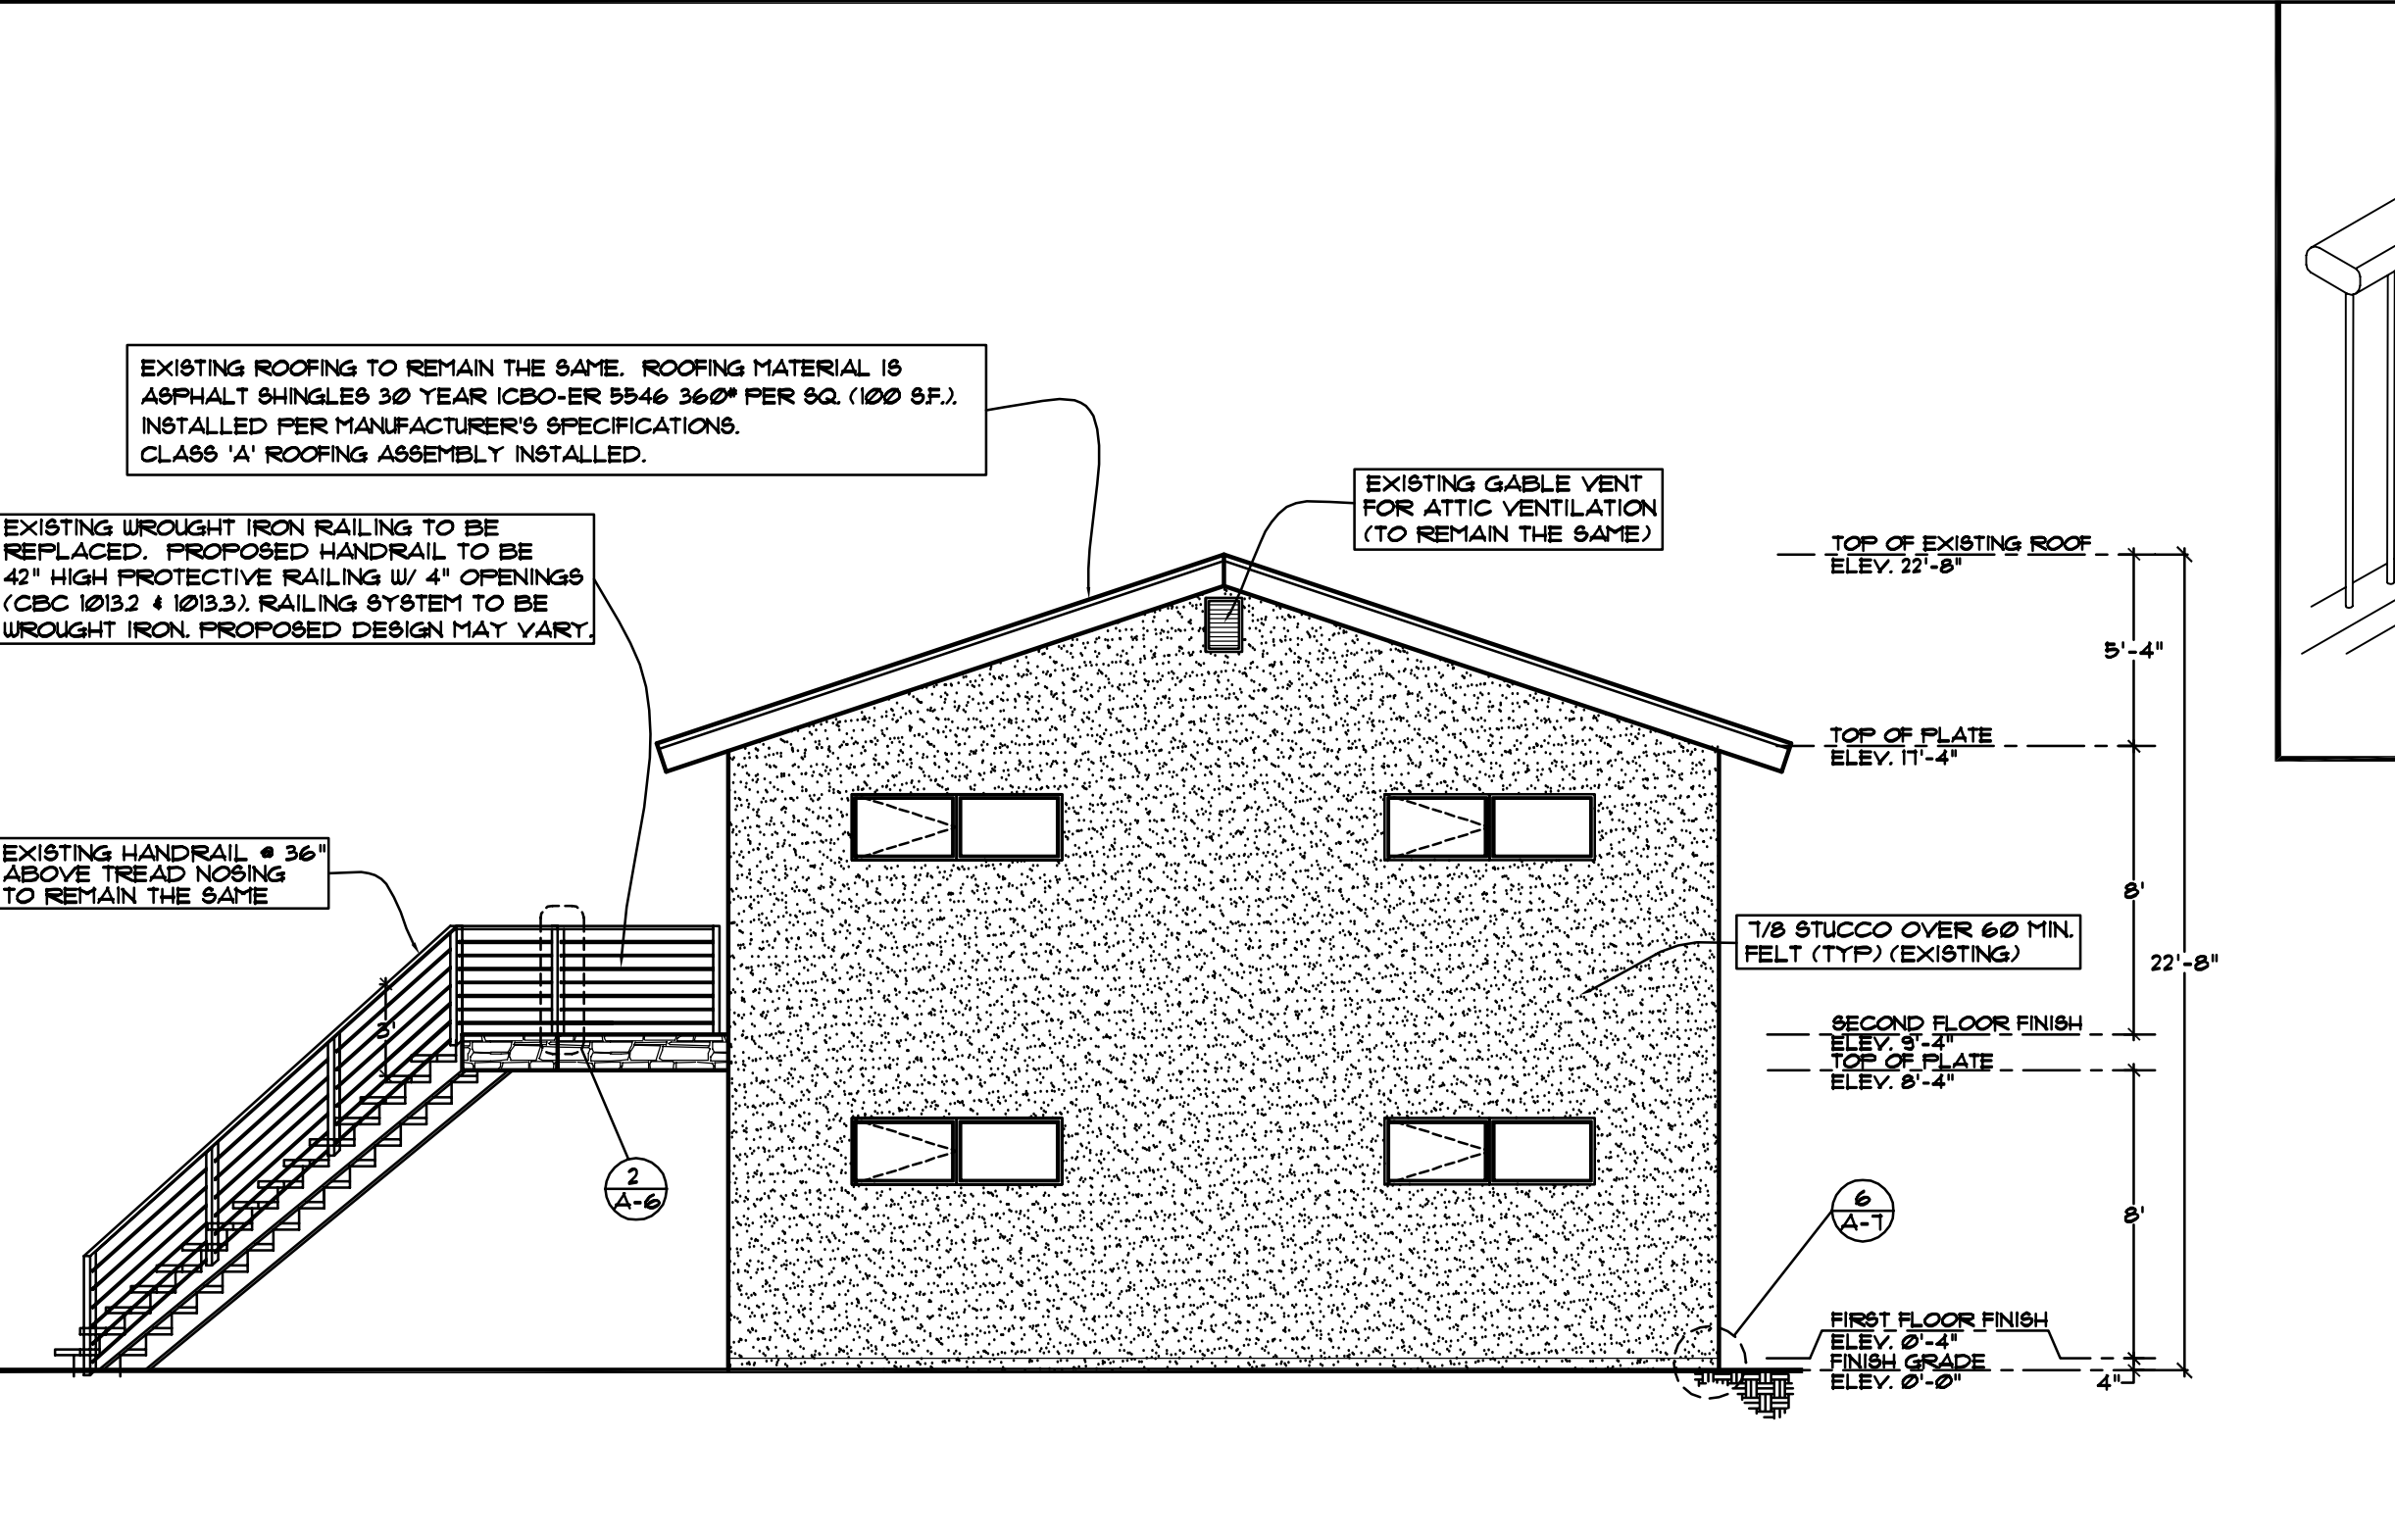 EXISTING ROOFING TO REMAIN THE SAME. ROOFING MATERIAL IS
ASPHALT SHINGLES 30 YEAR ICBO-ER 5546 360# PER SQ. (100 S.F.).
INSTALLED PER MANUFACTURER'S SPECIFICATIONS.
CLASS 'A' ROOFING ASSEMBLY INSTALLED.
EXISTING GABLE VENT
FOR ATTIC VENTILATION
(TO REMAIN THE SAME)
EXISTING WROUGHT IRON RAILING TO BE
REPLACED. PROPOSED HANDRAIL TO BE
42" HIGH PROTECTIVE RAILING W/ 4" OPENINGS
(CBC 1013.2 & 1013.3). RAILING SYSTEM TO BE
WROUGHT IRON. PROPOSED DESIGN MAY VARY.
TOP OF EXISTING ROOF
ELEV. 22'-8"
5'-4"
TOP OF PLATE
ELEV. 17'-4"
EXISTING HANDRAIL @ 36"
ABOVE TREAD NOSING
TO REMAIN THE SAME
8'
7/8 STUCCO OVER 60 MIN.
FELT (TYP) (EXISTING)
22'-8"
3'
SECOND FLOOR FINISH
ELEV. 9'-4"
TOP OF PLATE
ELEV. 8'-4"
2
A-6
6
A-7
8'
FIRST FLOOR FINISH
ELEV. 0'-4"
FINISH GRADE
ELEV. 0'-0"
4"